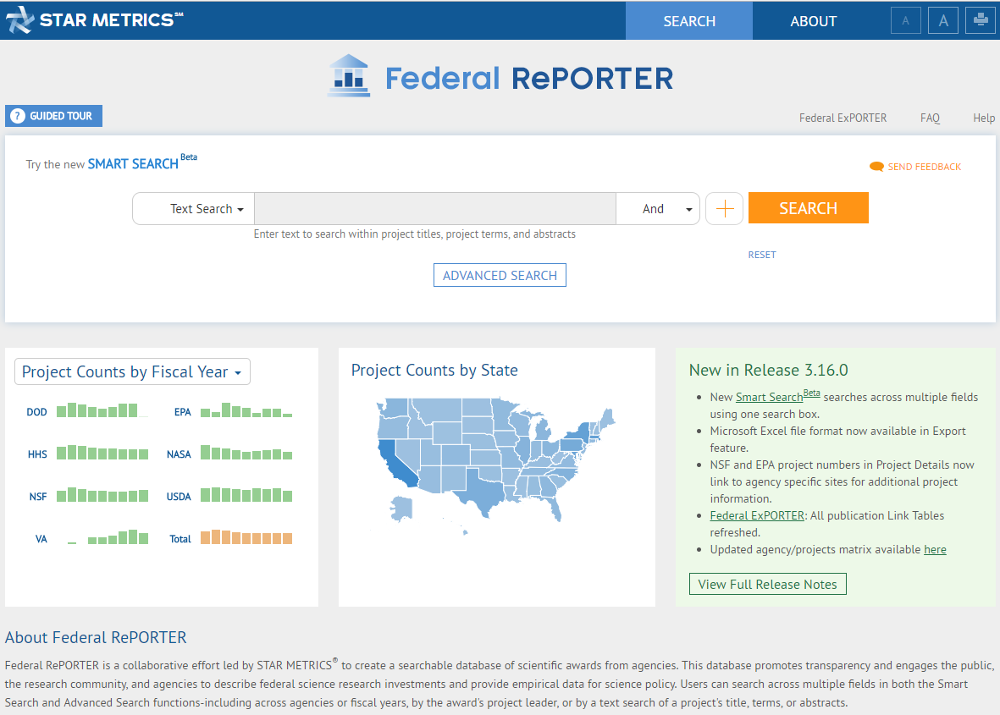 STAR METRICS℠
SEARCH
ABOUT
A
A
Federal RePORTER
? GUIDED TOUR
Federal ExPORTER
FAQ
Help
Try the new SMART SEARCH Beta
SEND FEEDBACK
Text Search
And
SEARCH
Enter text to search within project titles, project terms, and abstracts
RESET
ADVANCED SEARCH
Project Counts by Fiscal Year
DOD
EPA
HHS
NASA
NSF
USDA
VA
Total
Project Counts by State
New in Release 3.16.0
• New Smart Search Beta searches across multiple fields
using one search box.
• Microsoft Excel file format now available in Export
feature.
• NSF and EPA project numbers in Project Details now
link to agency specific sites for additional project
information.
• Federal ExPORTER: All publication Link Tables
refreshed.
• Updated agency/projects matrix available here
View Full Release Notes
About Federal RePORTER
Federal RePORTER is a collaborative effort led by STAR METRICS® to create a searchable database of scientific awards from agencies. This database promotes transparency and engages the public,
the research community, and agencies to describe federal science research investments and provide empirical data for science policy. Users can search across multiple fields in both the Smart
Search and Advanced Search functions-including across agencies or fiscal years, by the award's project leader, or by a text search of a project's title, terms, or abstracts.